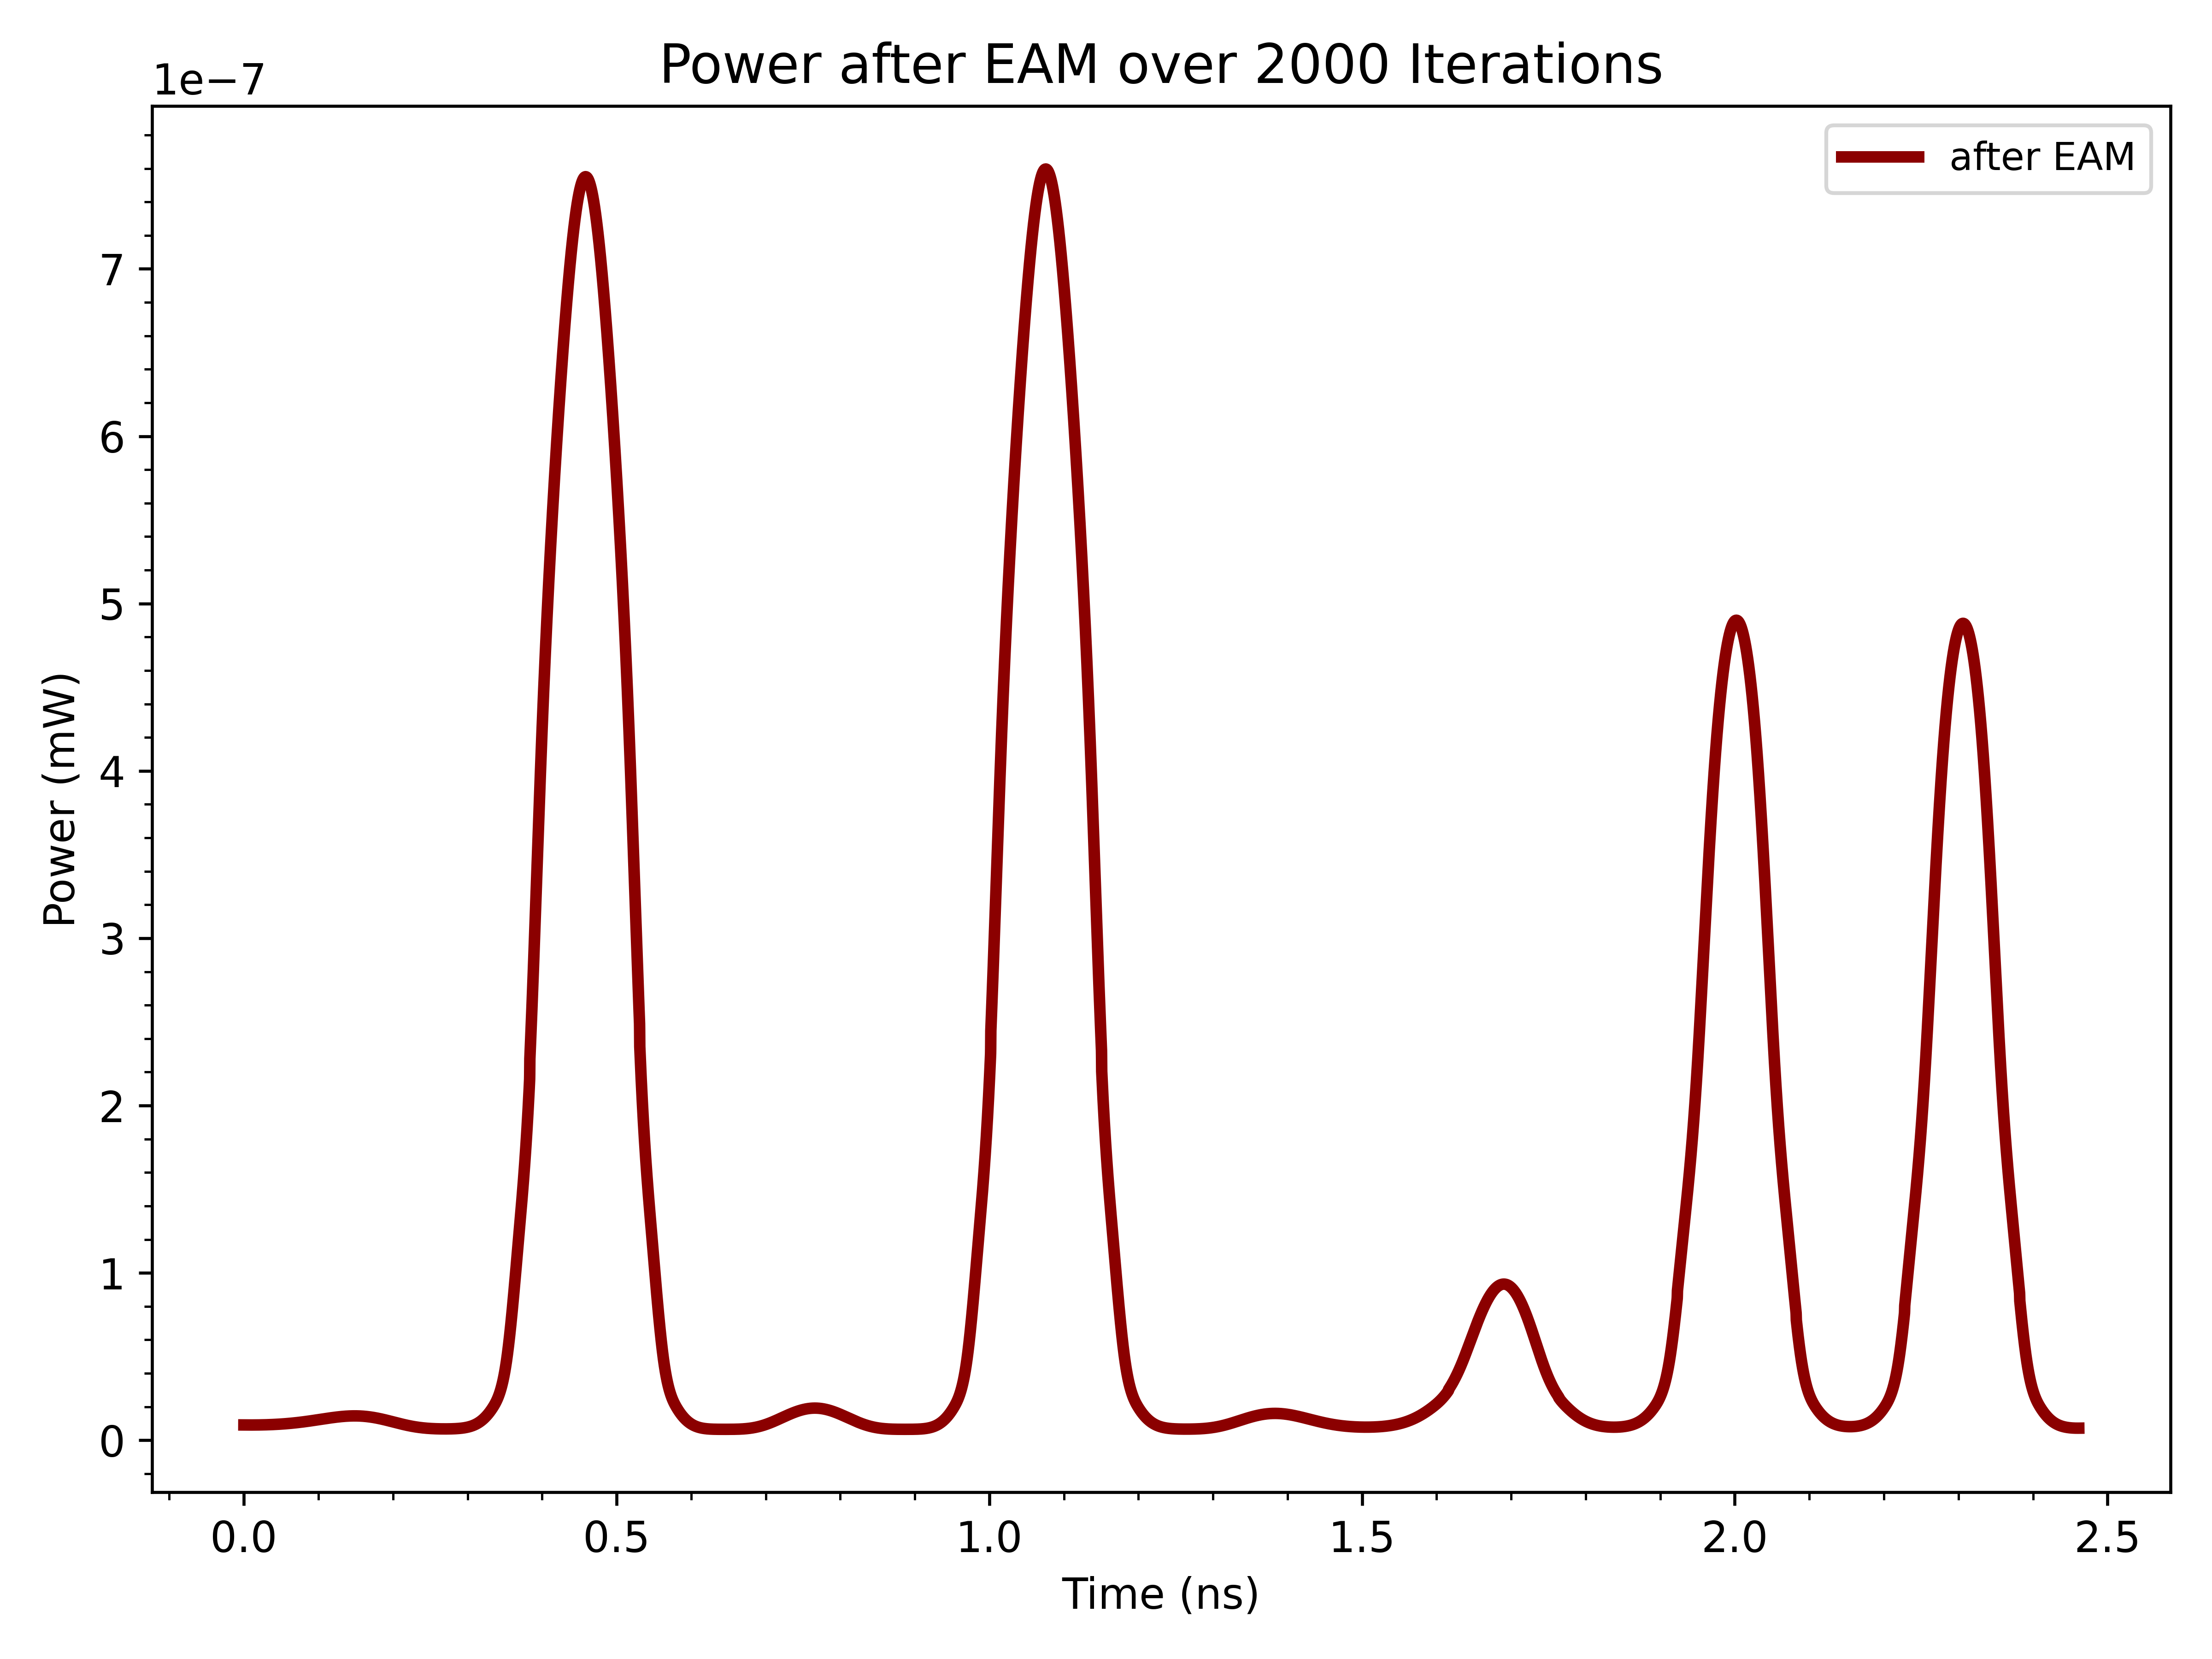 Power after EAM over 2000 Iterations
1e−7
after EAM
7
6
5
4
3
2
1
0
Power (mW)
0.0 0.5 1.0 1.5 2.0 2.5
Time (ns)